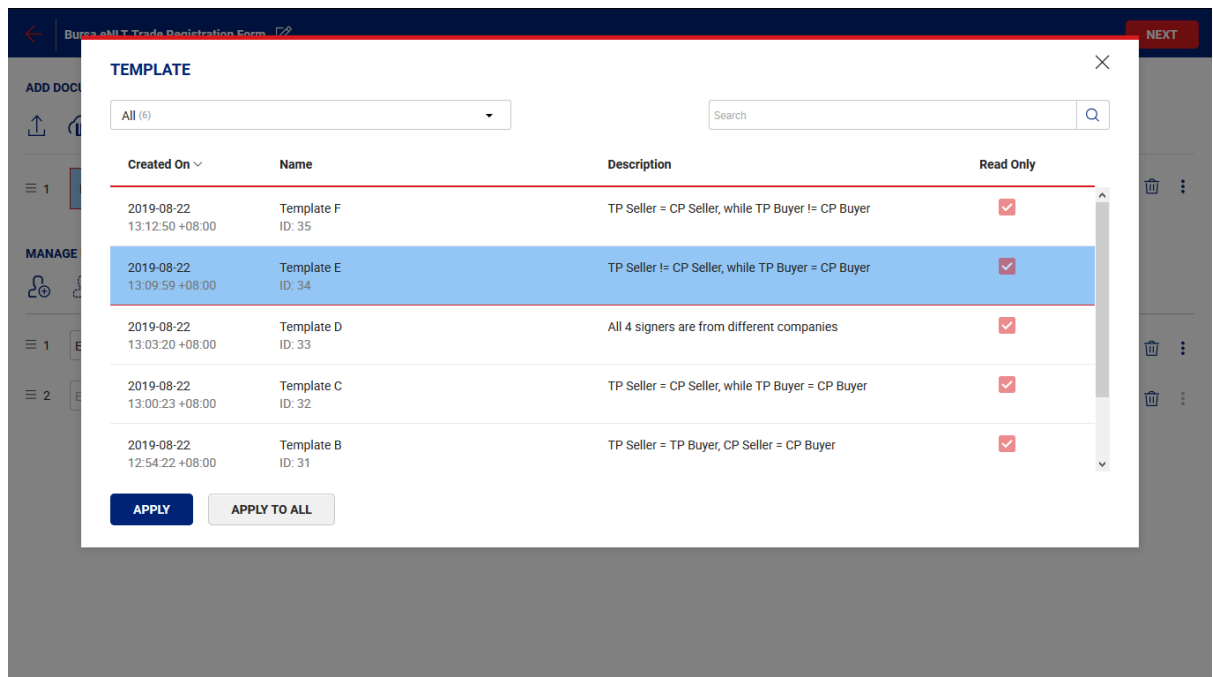 Bursa eNLT Trade Registration Form
NEXT
TEMPLATE
ADD DOCU
All (6)
Search
Created On
Name
Description
Read Only
1
2019-08-22
Template F
TP Seller = CP Seller, while TP Buyer != CP Buyer
13:12:50 +08:00
ID: 35
MANAGE
2019-08-22
Template E
TP Seller != CP Seller, while TP Buyer = CP Buyer
13:09:59 +08:00
ID: 34
2019-08-22
Template D
All 4 signers are from different companies
13:03:20 +08:00
ID: 33
1
E
2019-08-22
Template C
TP Seller = CP Seller, while TP Buyer = CP Buyer
13:00:23 +08:00
ID: 32
2
E
2019-08-22
Template B
TP Seller = TP Buyer, CP Seller = CP Buyer
12:54:22 +08:00
ID: 31
APPLY
APPLY TO ALL